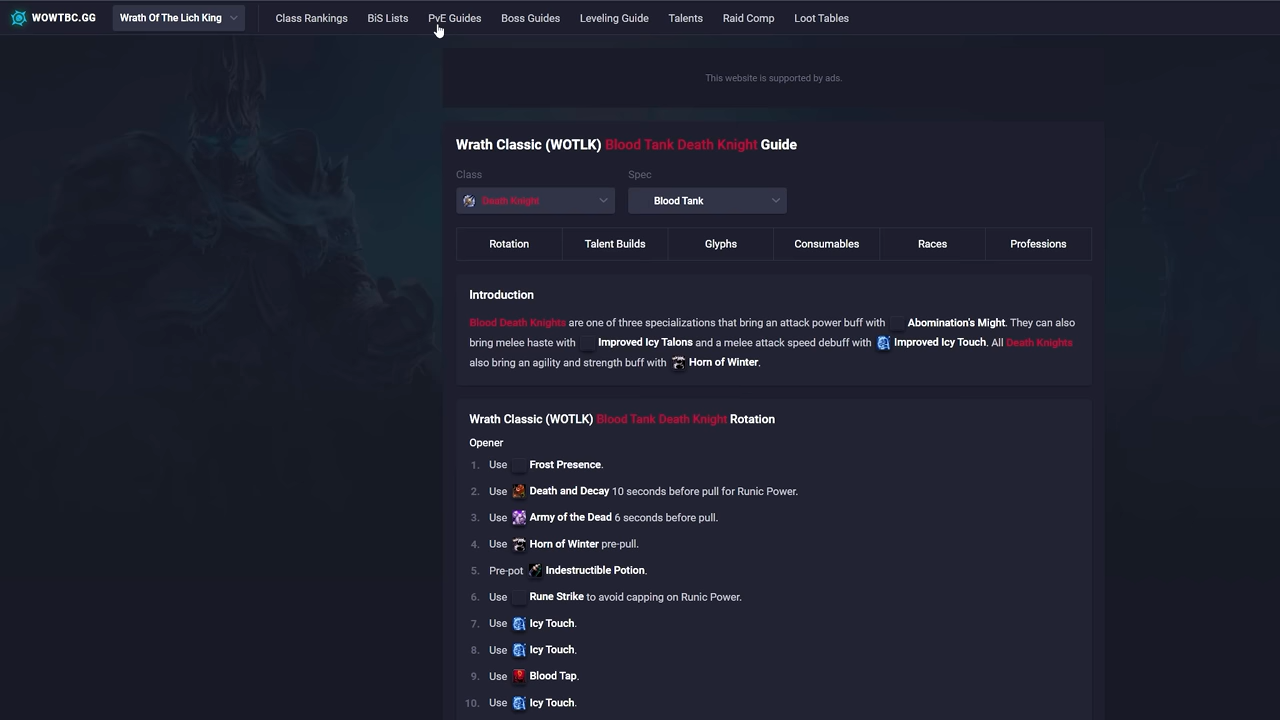 WOWTBC.GG Wrath Of The Lich King Class Rankings BiS Lists PvE Guides Boss Guides Leveling Guide Talents Raid Comp Loot Tables
This website is supported by ads.
Wrath Classic (WOTLK) Blood Tank Death Knight Guide
Class Spec
Death Knight Blood Tank
Rotation Talent Builds Glyphs Consumables Races Professions
Introduction
Blood Death Knights are one of three specializations that bring an attack power buff with Abomination's Might. They can also
bring melee haste with Improved Icy Talons and a melee attack speed debuff with Improved Icy Touch. All Death Knights
also bring an agility and strength buff with Horn of Winter.
Wrath Classic (WOTLK) Blood Tank Death Knight Rotation
Opener
1. Use Frost Presence.
2. Use Death and Decay 10 seconds before pull for Runic Power.
3. Use Army of the Dead 6 seconds before pull.
4. Use Horn of Winter pre-pull.
5. Pre-pot Indestructible Potion.
6. Use Rune Strike to avoid capping on Runic Power.
7. Use Icy Touch.
8. Use Icy Touch.
9. Use Blood Tap.
10. Use Icy Touch.